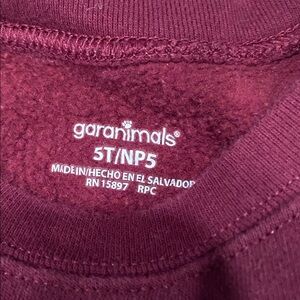 garanimals®
5T/NP5
MADE IN/HECHO EN EL SALVADOR
RN 15897 RPC